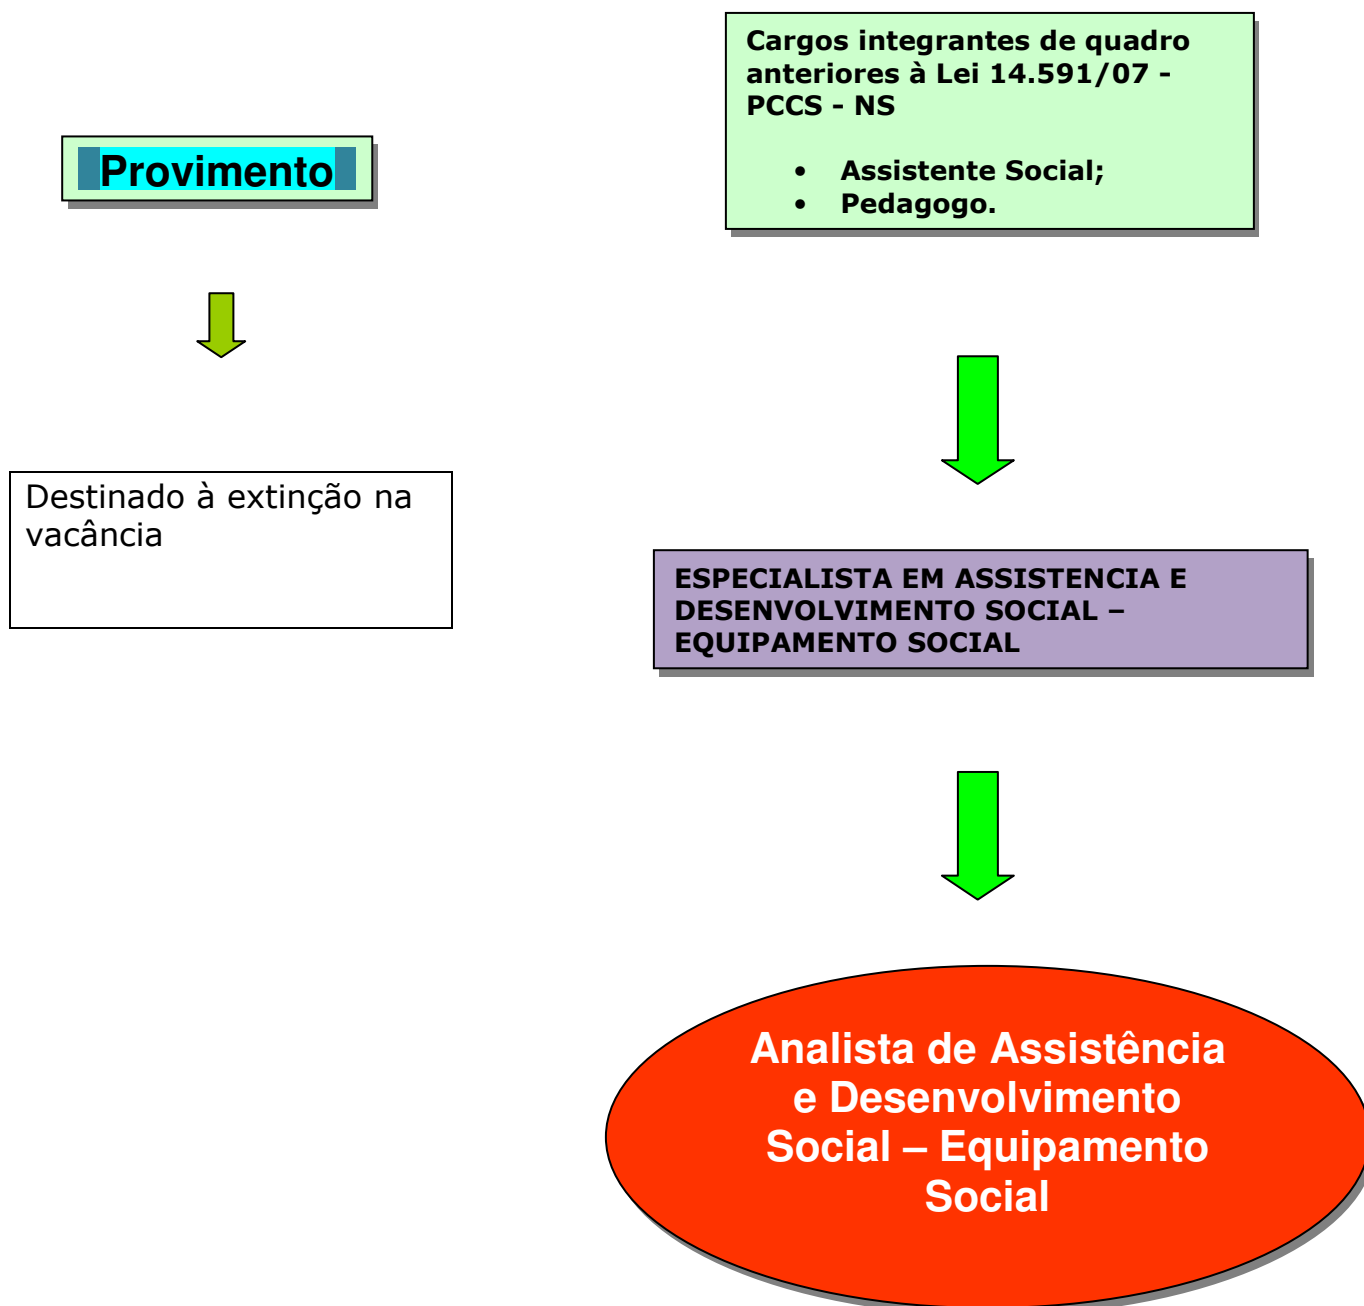 Cargos integrantes de quadro
anteriores à Lei 14.591/07 -
PCCS - NS
• Assistente Social;
• Pedagogo.
Provimento
Destinado à extinção na
vacância
ESPECIALISTA EM ASSISTENCIA E
DESENVOLVIMENTO SOCIAL –
EQUIPAMENTO SOCIAL
Analista de Assistência
e Desenvolvimento
Social – Equipamento
Social